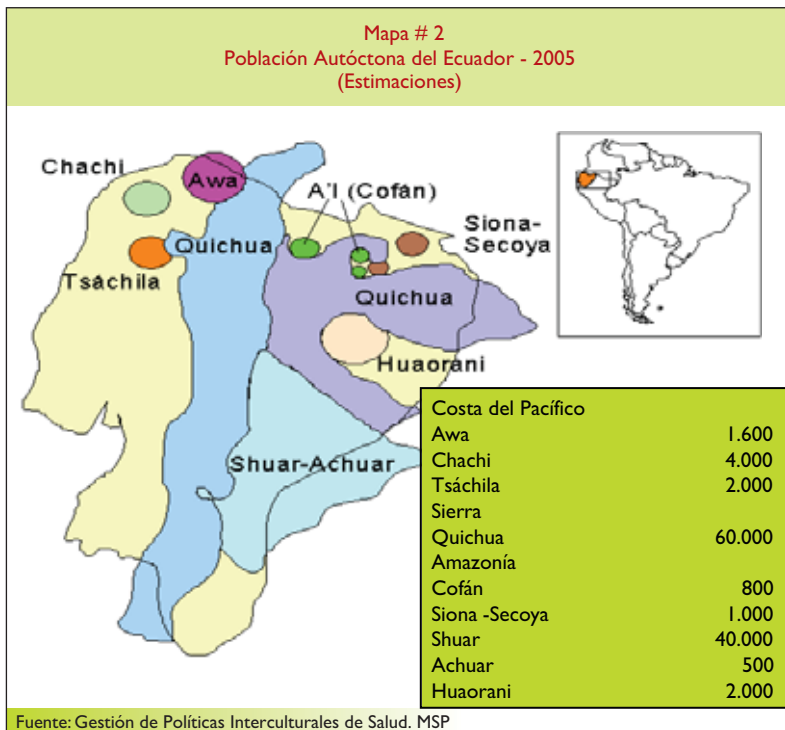 Mapa # 2
Población Autóctona del Ecuador - 2005
(Estimaciones)
Chachi
Awa
A'I (Cofán)
Siona-
Secoya
Quichua
Tsáchila
Quichua
Huaorani
Shuar-Achuar
Costa del Pacífico
Awa 1.600
Chachi 4.000
Tsáchila 2.000
Sierra
Quichua 60.000
Amazonía
Cofán 800
Siona -Secoya 1.000
Shuar 40.000
Achuar 500
Huaorani 2.000
Fuente: Gestión de Políticas Interculturales de Salud. MSP